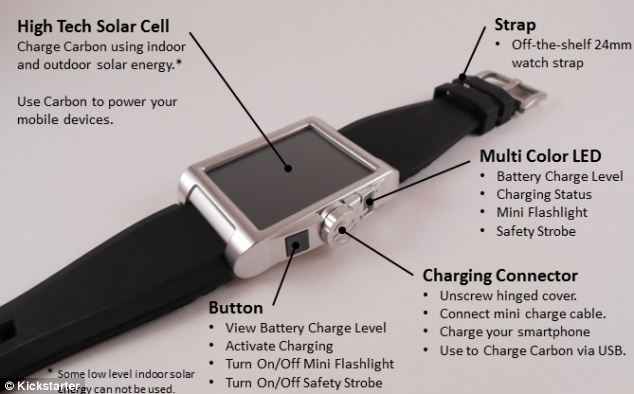 High Tech Solar Cell
Charge Carbon using indoor
and outdoor solar energy.*
Use Carbon to power your
mobile devices.
Strap
• Off-the-shelf 24mm
watch strap
Multi Color LED
• Battery Charge Level
• Charging Status
• Mini Flashlight
• Safety Strobe
Charging Connector
• Unscrew hinged cover.
• Connect mini charge cable.
• Charge your smartphone
• Use to Charge Carbon via USB.
Button
• View Battery Charge Level
• Activate Charging
• Turn On/Off Mini Flashlight
• Turn On/Off Safety Strobe
* Some low level indoor solar
energy can not be used.
© Kickstarter